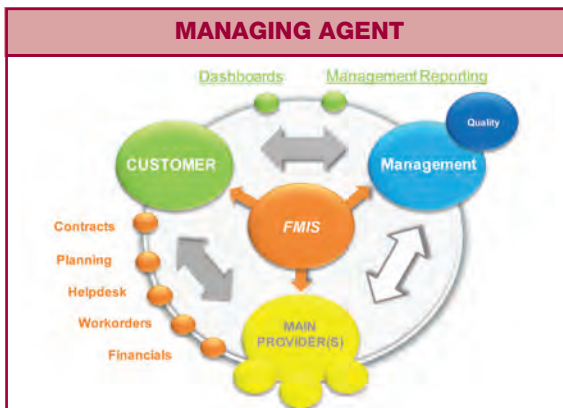 MANAGING AGENT
Dashboards
Management Reporting
Quality
CUSTOMER
Management
FMIS
Contracts
Planning
Helpdesk
Workorders
Financials
MAIN
PROVIDER(S)